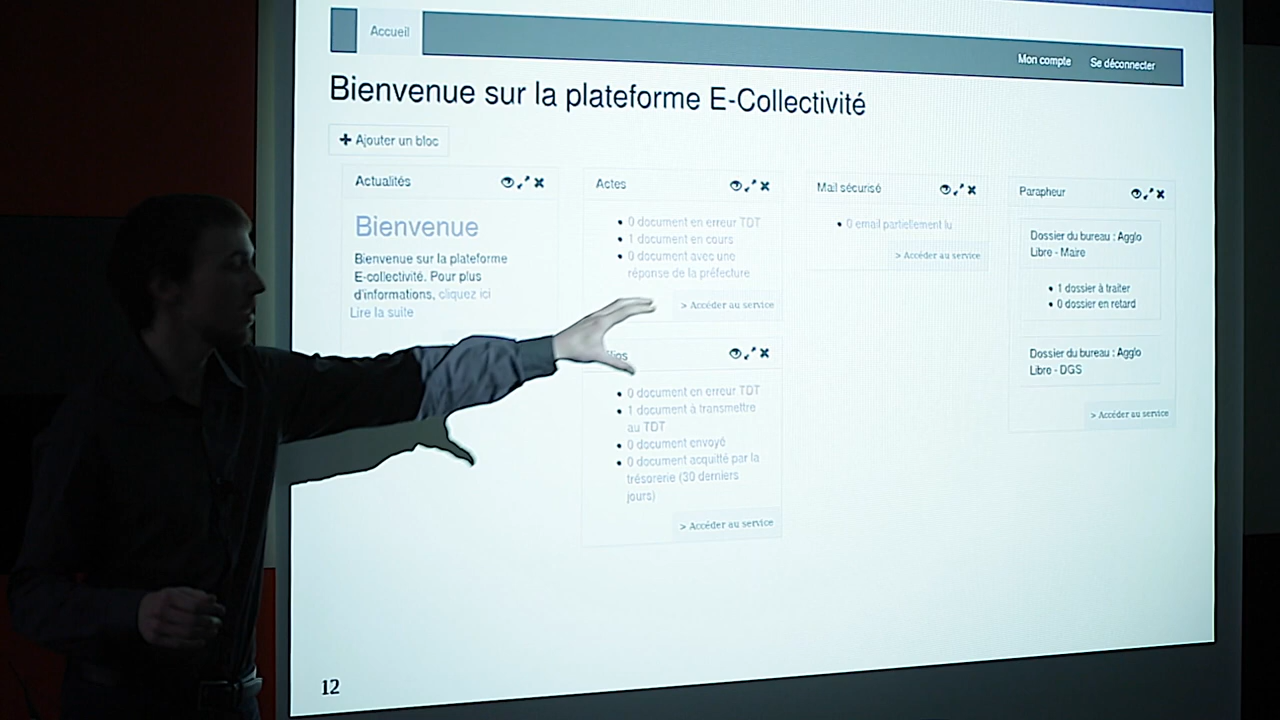 Accueil
Mon compte
Se déconnecter
Bienvenue sur la plateforme E-Collectivité
Ajouter un bloc
Actualités
Bienvenue
Bienvenue sur la plateforme
E-collectivité. Pour plus
d'informations, cliquez ici
Lire la suite
Actes
0 document en erreur TDT
1 document en cours
0 document avec une
réponse de la préfecture
> Accéder au service
0 document en erreur TDT
1 document à transmettre
au TDT
0 document envoyé
0 document acquitté par la
trésorerie (30 derniers
jours)
> Accéder au service
Mail sécurisé
0 email partiellement lu
> Accéder au service
Parapheur
Dossier du bureau : Agglo
Libre - Maire
1 dossier à traiter
0 dossier en retard
Dossier du bureau : Agglo
Libre - DGS
> Accéder au service
12